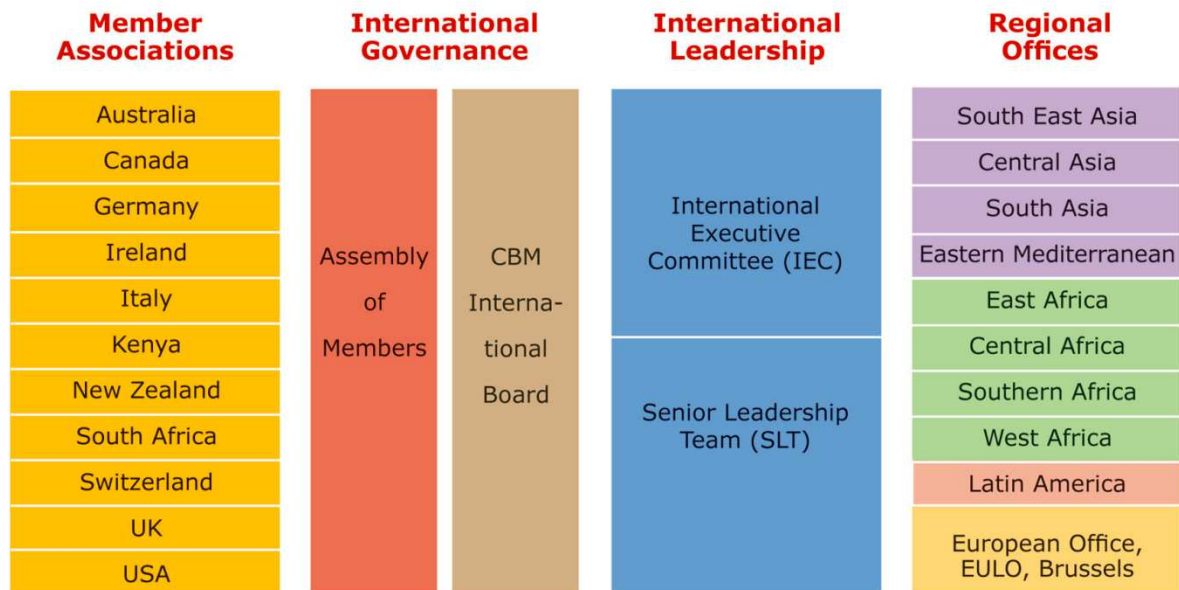 Member
Associations
Australia
Canada
Germany
Ireland
Italy
Kenya
New Zealand
South Africa
Switzerland
UK
USA
International
Governance
Assembly
of
Members
CBM
Interna-
tional
Board
International
Leadership
International
Executive
Committee (IEC)
Senior Leadership
Team (SLT)
Regional
Offices
South East Asia
Central Asia
South Asia
Eastern Mediterranean
East Africa
Central Africa
Southern Africa
West Africa
Latin America
European Office,
EULO, Brussels